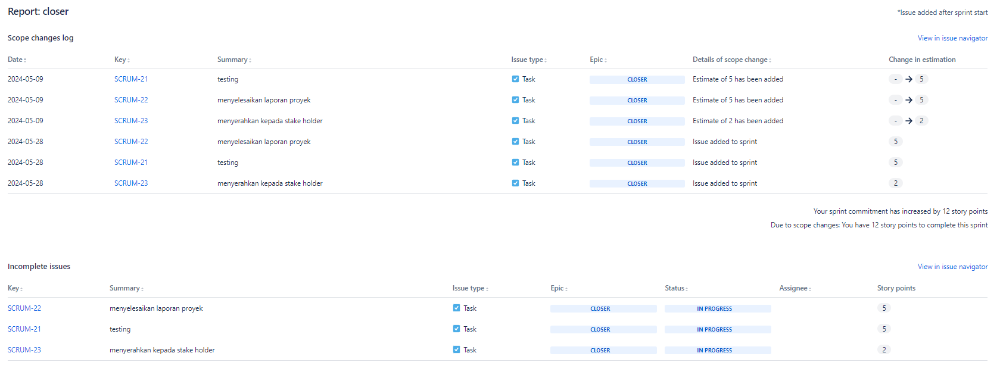 Report: closer
*Issue added after sprint start
Scope changes log
View in issue navigator
Date Key Summary Issue type Epic Details of scope change Change in estimation
2024-05-09 SCRUM-21 testing Task CLOSER Estimate of 5 has been added - → 5
2024-05-09 SCRUM-22 menyelesaikan laporan proyek Task CLOSER Estimate of 5 has been added - → 5
2024-05-09 SCRUM-23 menyerahkan kepada stake holder Task CLOSER Estimate of 2 has been added - → 2
2024-05-28 SCRUM-22 menyelesaikan laporan proyek Task CLOSER Issue added to sprint 5
2024-05-28 SCRUM-21 testing Task CLOSER Issue added to sprint 5
2024-05-28 SCRUM-23 menyerahkan kepada stake holder Task CLOSER Issue added to sprint 2
Your sprint commitment has increased by 12 story points
Due to scope changes: You have 12 story points to complete this sprint
Incomplete issues
View in issue navigator
Key Summary Issue type Epic Status Assignee Story points
SCRUM-22 menyelesaikan laporan proyek Task CLOSER IN PROGRESS 5
SCRUM-21 testing Task CLOSER IN PROGRESS 5
SCRUM-23 menyerahkan kepada stake holder Task CLOSER IN PROGRESS 2